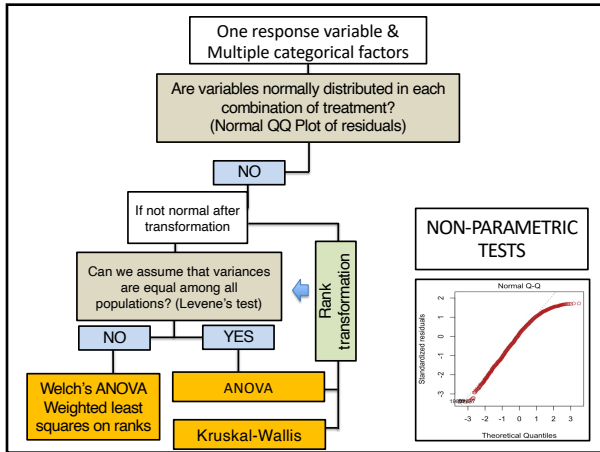 One response variable &
Multiple categorical factors
Are variables normally distributed in each
combination of treatment?
(Normal QQ Plot of residuals)
NO
If not normal after
transformation
Can we assume that variances
are equal among all
populations? (Levene's test)
Rank
transformation
NO
YES
Welch's ANOVA
Weighted least
squares on ranks
ANOVA
Kruskal-Wallis
NON-PARAMETRIC
TESTS
Normal Q-Q
Standardized residuals
2
1
0
-1
-2
-3
-3 -2 -1 0 1 2 3
Theoretical Quantiles